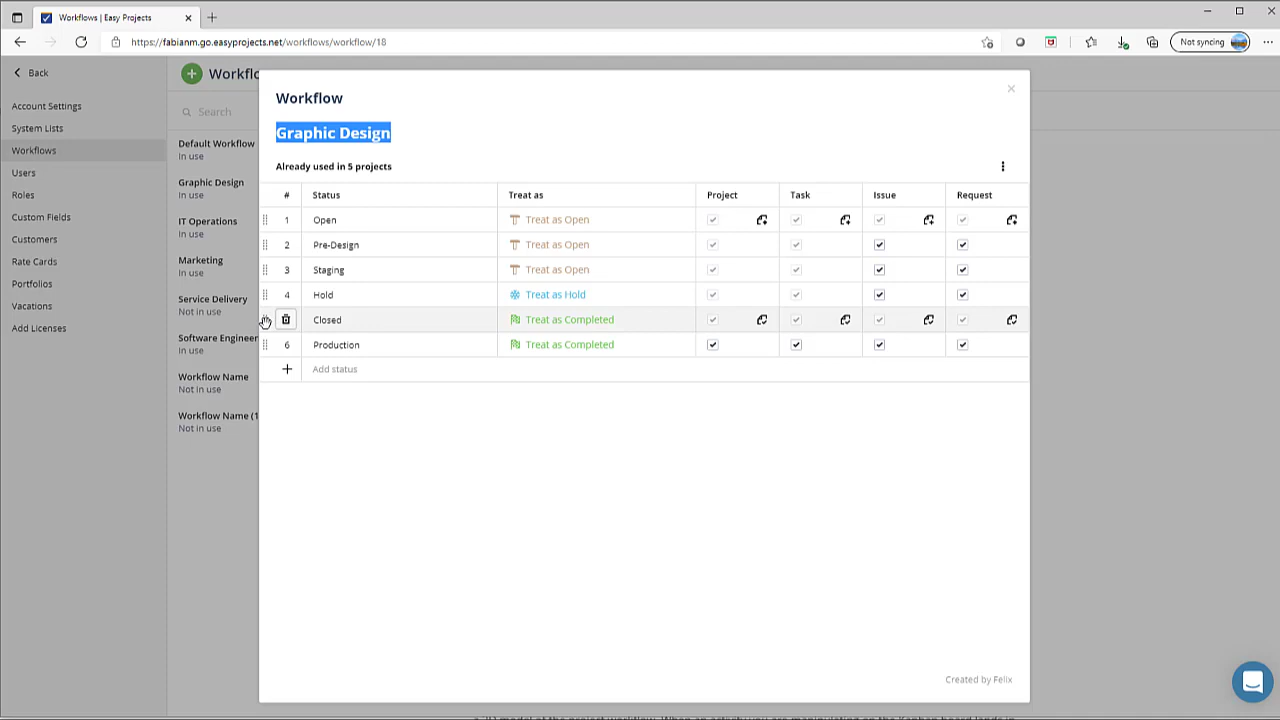 Workflows | Easy Projects
https://fabianm.go.easyprojects.net/workflows/workflow/18
Not syncing
Back
Account Settings
System Lists
Workflows
Users
Roles
Custom Fields
Customers
Rate Cards
Portfolios
Vacations
Add Licenses
Workflo
Search
Default Workflow
In use
Graphic Design
In use
IT Operations
In use
Marketing
In use
Service Delivery
Not in use
Software Engineer
In use
Workflow Name
Not in use
Workflow Name (1
Not in use
Workflow
Graphic Design
Already used in 5 projects
# Status Treat as Project Task Issue Request
1 Open Treat as Open
2 Pre-Design Treat as Open
3 Staging Treat as Open
4 Hold Treat as Hold
Closed Treat as Completed
6 Production Treat as Completed
Add status
Created by Felix